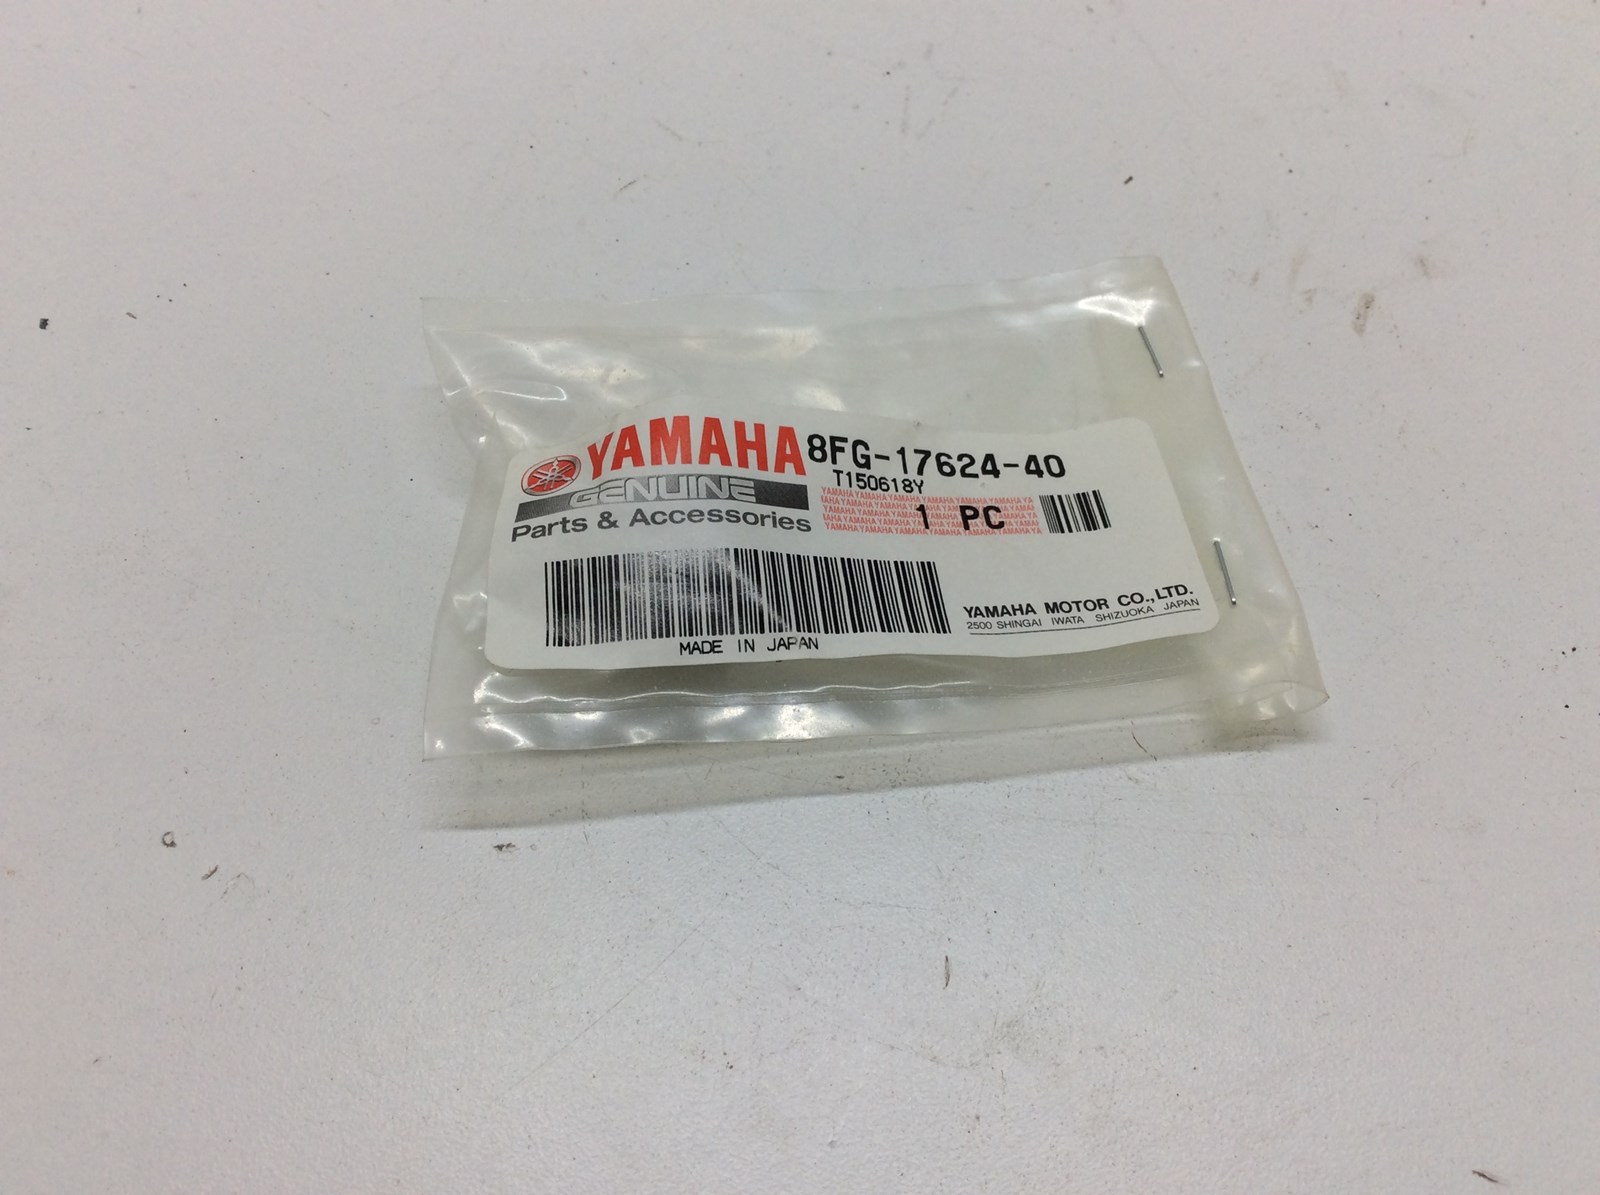 YAMAHA 8FG-17624-40
GENUINE T150618Y
Parts & Accessories 1 PC
MADE IN JAPAN
YAMAHA MOTOR CO.,LTD.
2500 SHINGAI IWATA SHIZUOKA JAPAN